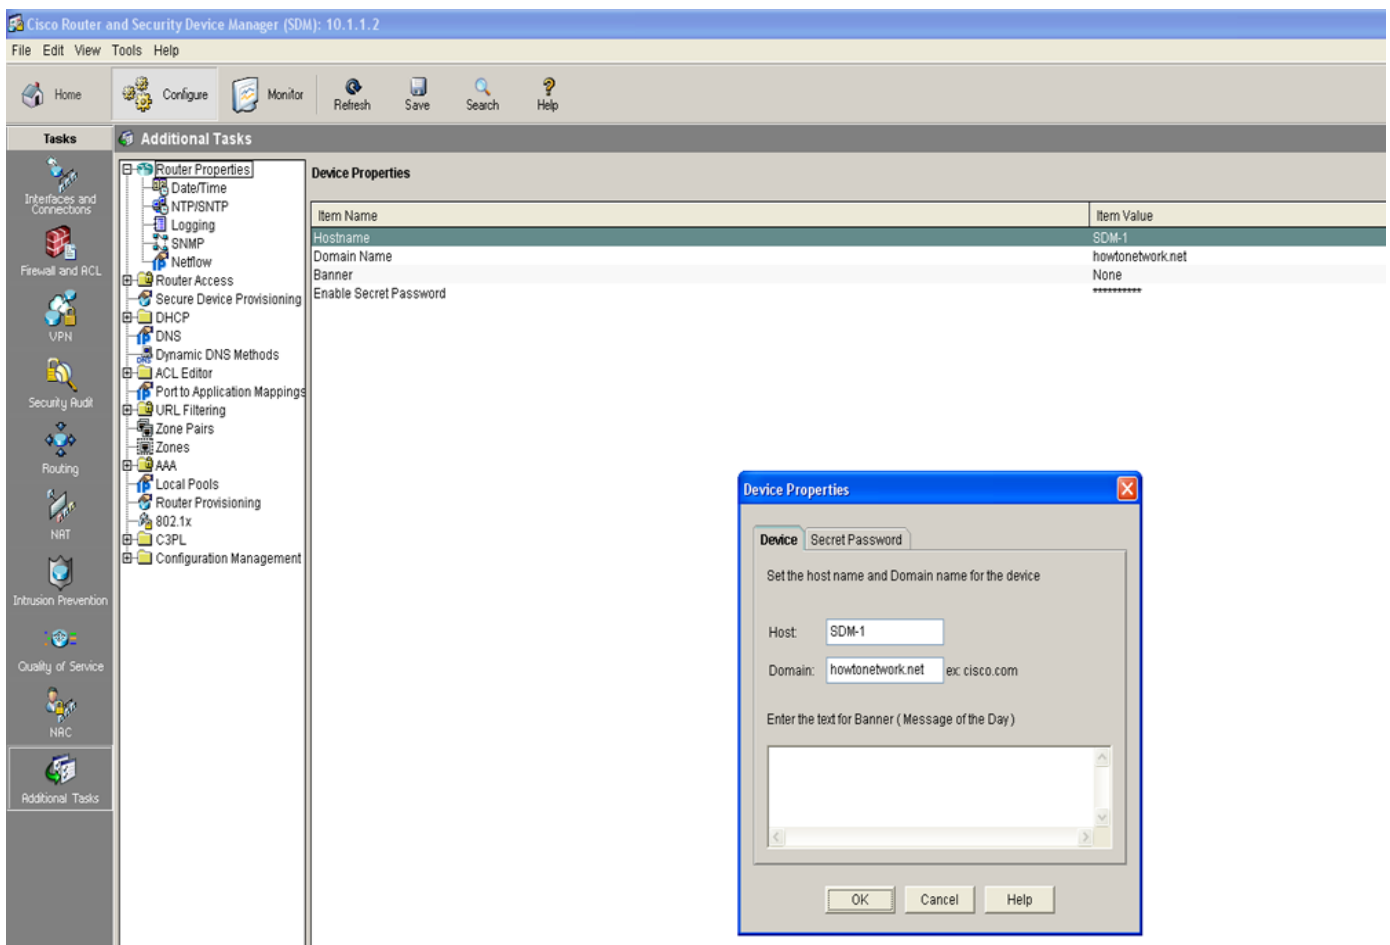 Cisco Router and Security Device Manager (SDM): 10.1.1.2
File Edit View Tools Help
Home Configure Monitor Refresh Save Search Help
Tasks
Interfaces and
Connections
Firewall and ACL
VPN
Security Audit
Routing
NAT
Intrusion Prevention
Quality of Service
NAC
Additional Tasks
Additional Tasks
Router Properties
Date/Time
NTP/SNTP
Logging
SNMP
Netflow
Router Access
Secure Device Provisioning
DHCP
DNS
Dynamic DNS Methods
ACL Editor
Port to Application Mappings
URL Filtering
Zone Pairs
Zones
AAA
Local Pools
Router Provisioning
802.1x
C3PL
Configuration Management
Device Properties
Item Name Item Value
Hostname SDM-1
Domain Name howtonetwork.net
Banner None
Enable Secret Password **********
Device Properties
Device Secret Password
Set the host name and Domain name for the device
Host: SDM-1
Domain: howtonetwork.net ex: cisco.com
Enter the text for Banner ( Message of the Day )
OK Cancel Help